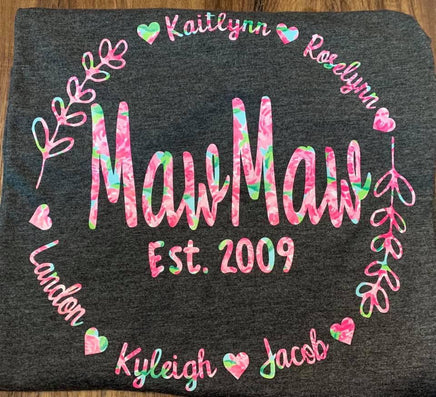 Kaitlynn
Roselynn
MawMaw
Est. 2009
Landon
Kyleigh
Jacob